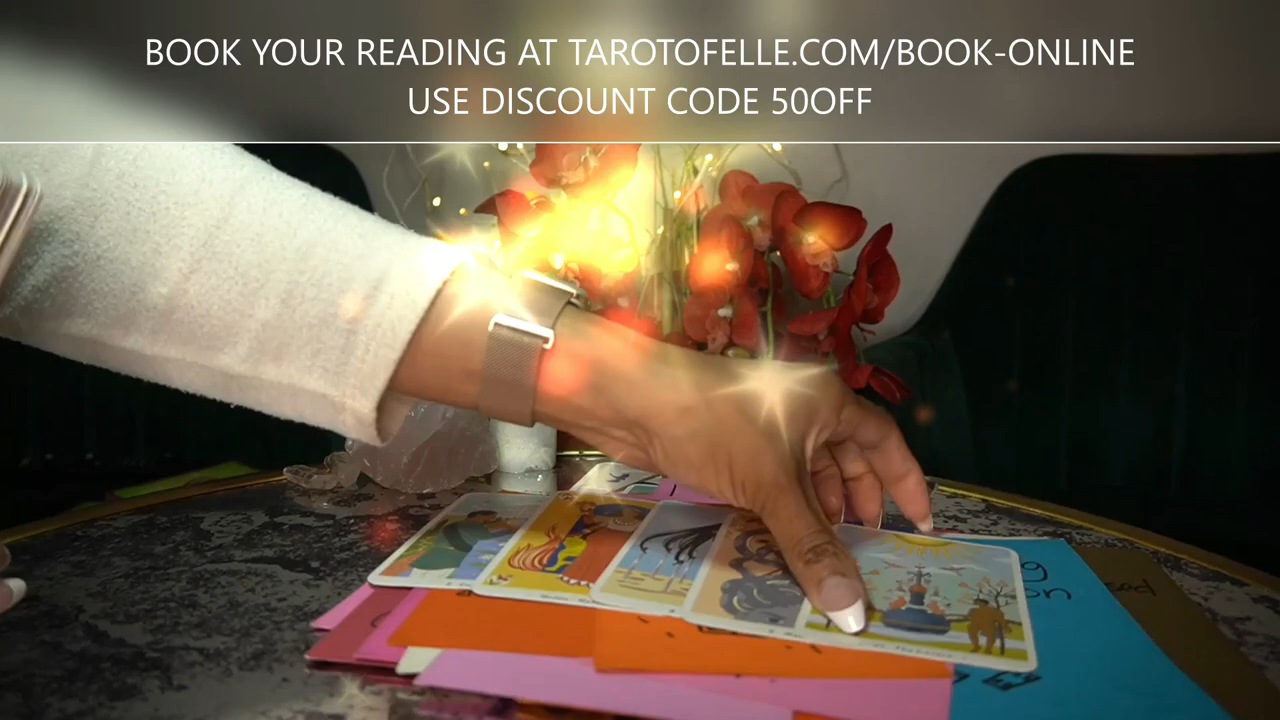 BOOK YOUR READING AT TAROTOFELLE.COM/BOOK-ONLINE
USE DISCOUNT CODE 50OFF